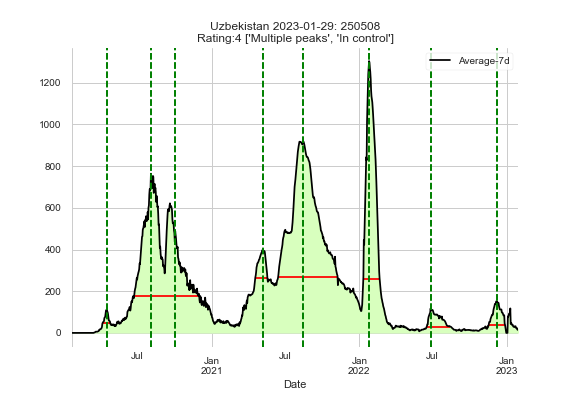 Uzbekistan 2023-01-29: 250508
Rating:4 ['Multiple peaks', 'In control']
Average-7d
1200
1000
800
600
400
200
0
Jul
Jan
2021
Jul
Jan
2022
Jul
Jan
2023
Date